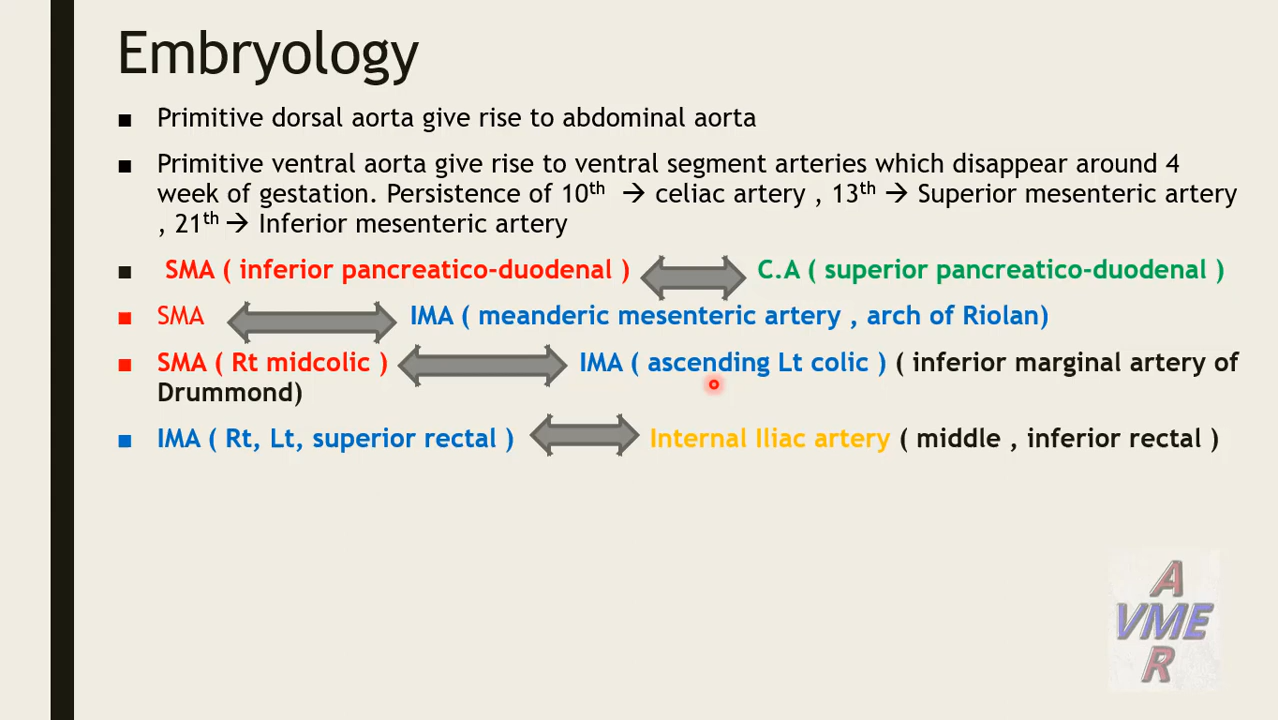 Embryology
▪ Primitive dorsal aorta give rise to abdominal aorta
▪ Primitive ventral aorta give rise to ventral segment arteries which disappear around 4
week of gestation. Persistence of 10th → celiac artery , 13th → Superior mesenteric artery
, 21th → Inferior mesenteric artery
▪ SMA ( inferior pancreatico-duodenal ) C.A ( superior pancreatico-duodenal )
▪ SMA IMA ( meanderic mesenteric artery , arch of Riolan)
▪ SMA ( Rt midcolic ) IMA ( ascending Lt colic ) ( inferior marginal artery of
Drummond)
▪ IMA ( Rt, Lt, superior rectal ) Internal Iliac artery ( middle , inferior rectal )
A
VME
R